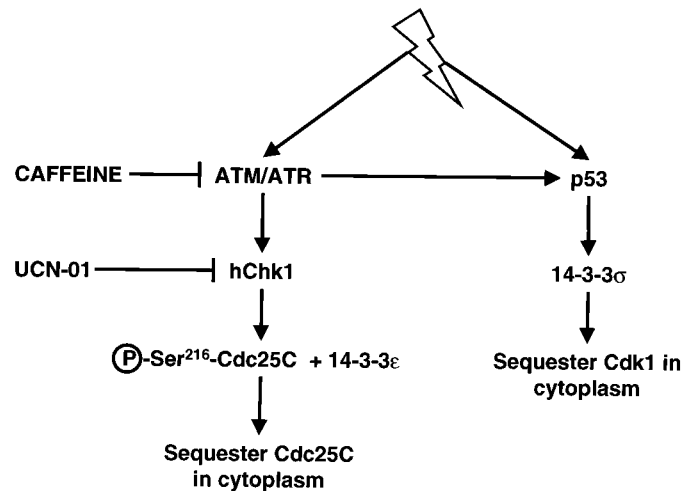 CAFFEINE ATM/ATR p53
UCN-01 hChk1 14-3-3σ
Ⓟ-Ser²¹⁶-Cdc25C + 14-3-3ε Sequester Cdk1 in
cytoplasm
Sequester Cdc25C
in cytoplasm